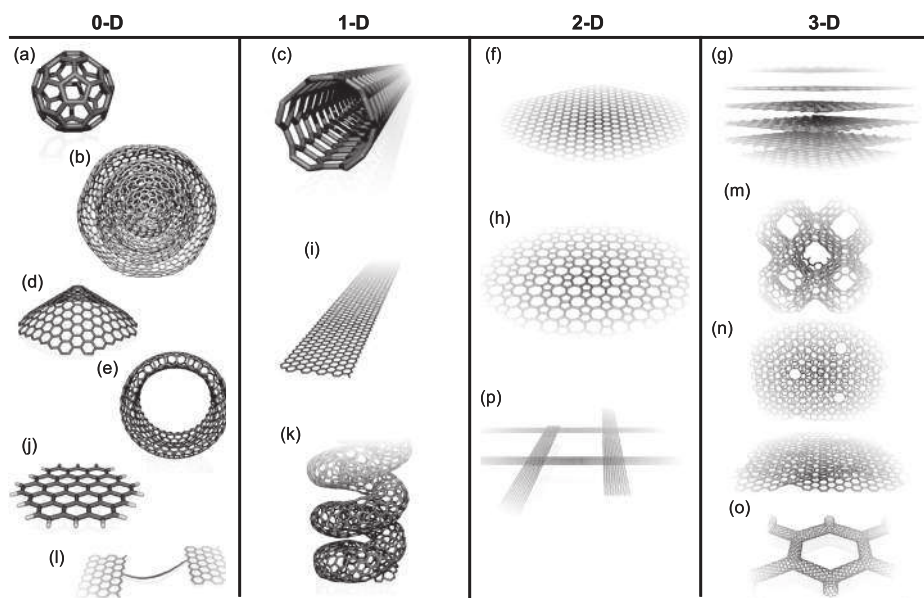 0-D 1-D 2-D 3-D
(a) (c) (f) (g)
(b)
(m)
(h)
(i)
(d)
(n)
(e)
(p)
(j) (k)
(o)
(l)